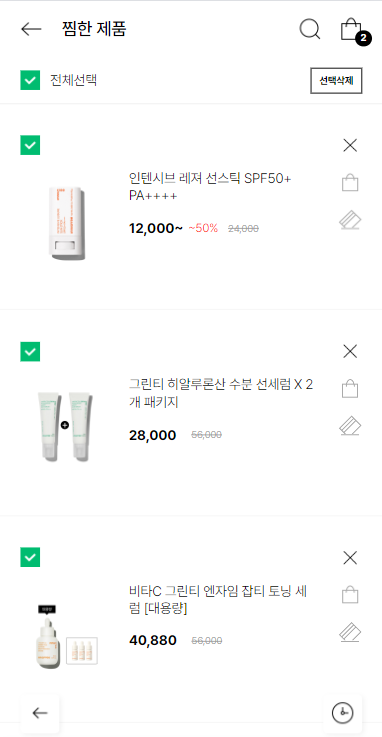 찜한 제품
2
전체선택
선택삭제
인텐시브 레져 선스틱 SPF50+
PA++++
12,000~ ~50% 24,000
그린티 히알루론산 수분 선세럼 X 2
개 패키지
28,000 56,000
비타C 그린티 엔자임 잡티 토닝 세
럼 [대용량]
40,880 56,000